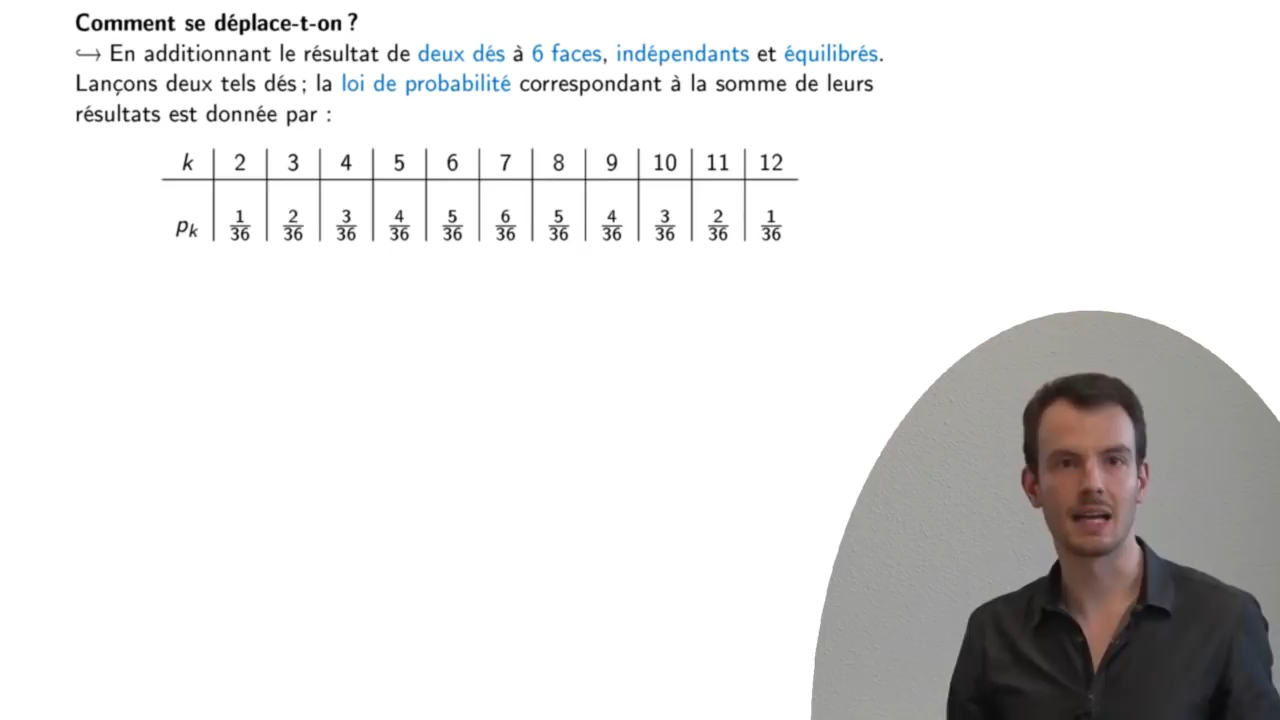 Comment se déplace-t-on ?
↪ En additionnant le résultat de deux dés à 6 faces, indépendants et équilibrés.
Lançons deux tels dés ; la loi de probabilité correspondant à la somme de leurs
résultats est donnée par :
k 2 3 4 5 6 7 8 9 10 11 12
p_k 1/36 2/36 3/36 4/36 5/36 6/36 5/36 4/36 3/36 2/36 1/36